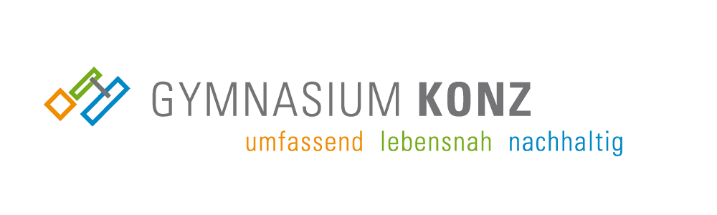 GYMNASIUM KONZ
umfassend lebensnah nachhaltig